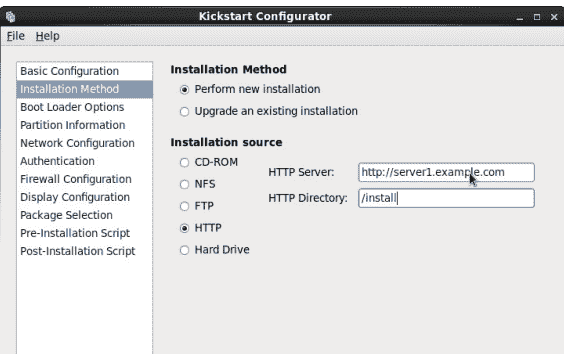 Kickstart Configurator
File Help
Basic Configuration
Installation Method
Boot Loader Options
Partition Information
Network Configuration
Authentication
Firewall Configuration
Display Configuration
Package Selection
Pre-Installation Script
Post-Installation Script
Installation Method
Perform new installation
Upgrade an existing installation
Installation source
CD-ROM
NFS
FTP
HTTP
Hard Drive
HTTP Server: http://server1.example.com
HTTP Directory: /install